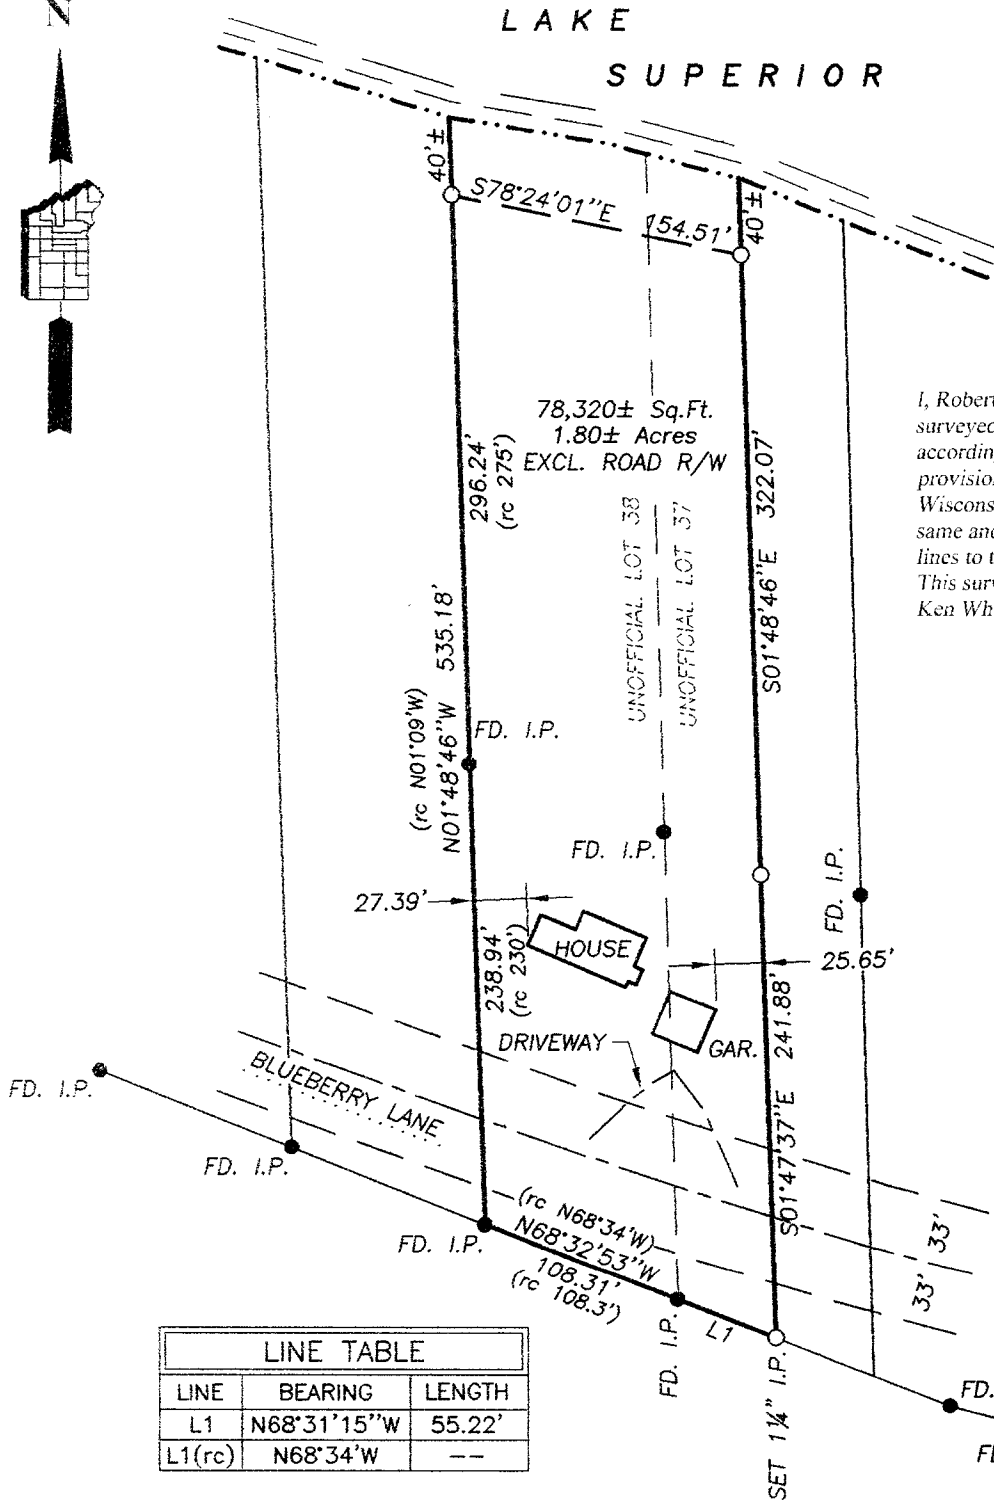 N
LAKE
SUPERIOR
40'±
S78°24'01"E 154.51'
40'±
78,320± Sq.Ft.
1.80± Acres
EXCL. ROAD R/W
296.24'
(rc 275')
322.07'
S01°48'46"E
UNOFFICIAL LOT 38
UNOFFICIAL LOT 37
I, Rober
surveyed
accordin
provision
Wiscons
same and
lines to t
This surv
Ken Wh
535.18'
(rc N01°09'W)
N01°48'46"W
FD. I.P.
FD. I.P.
FD. I.P.
27.39'
HOUSE
25.65'
238.94'
(rc 230')
241.88'
S01°47'37"E
DRIVEWAY
GAR.
BLUEBERRY LANE
FD. I.P.
FD. I.P.
FD. I.P.
(rc N68°34'W)
N68°32'53"W
108.31'
(rc 108.3')
33'
33'
L1
FD. I.P.
SET 1¼" I.P.
FD.
LINE TABLE
LINE BEARING LENGTH
L1 N68°31'15"W 55.22'
L1(rc) N68°34'W --